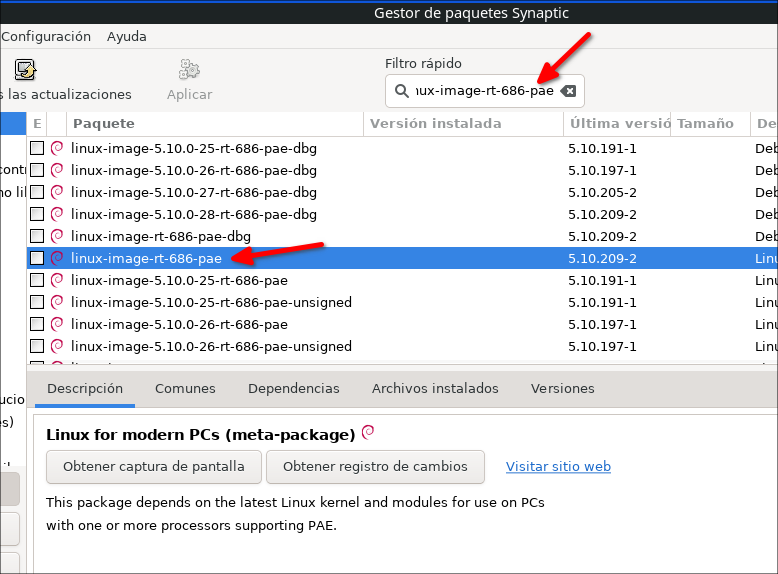 Gestor de paquetes Synaptic
Configuración Ayuda
las actualizaciones
Aplicar
Filtro rápido
ux-image-rt-686-pae
E Paquete Versión instalada Última versió Tamaño De
linux-image-5.10.0-25-rt-686-pae-dbg 5.10.191-1 Deb
linux-image-5.10.0-26-rt-686-pae-dbg 5.10.197-1 Deb
linux-image-5.10.0-27-rt-686-pae-dbg 5.10.205-2 Deb
linux-image-5.10.0-28-rt-686-pae-dbg 5.10.209-2 Deb
linux-image-rt-686-pae-dbg 5.10.209-2 Deb
linux-image-rt-686-pae 5.10.209-2 Linu
linux-image-5.10.0-25-rt-686-pae 5.10.191-1 Linu
linux-image-5.10.0-25-rt-686-pae-unsigned 5.10.191-1 Linu
linux-image-5.10.0-26-rt-686-pae 5.10.197-1 Linu
linux-image-5.10.0-26-rt-686-pae-unsigned 5.10.197-1 Linu
Descripción Comunes Dependencias Archivos instalados Versiones
Linux for modern PCs (meta-package)
Obtener captura de pantalla Obtener registro de cambios Visitar sitio web
This package depends on the latest Linux kernel and modules for use on PCs
with one or more processors supporting PAE.